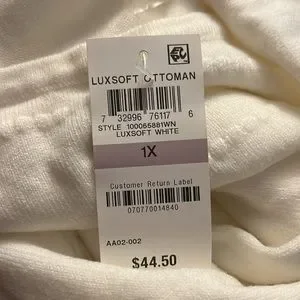 LUXSOFT OTTOMAN
7 32996 76117 6
STYLE 100065881WN
LUXSOFT WHITE
1X
Customer Return Label
070770014840
AA02-002
$44.50